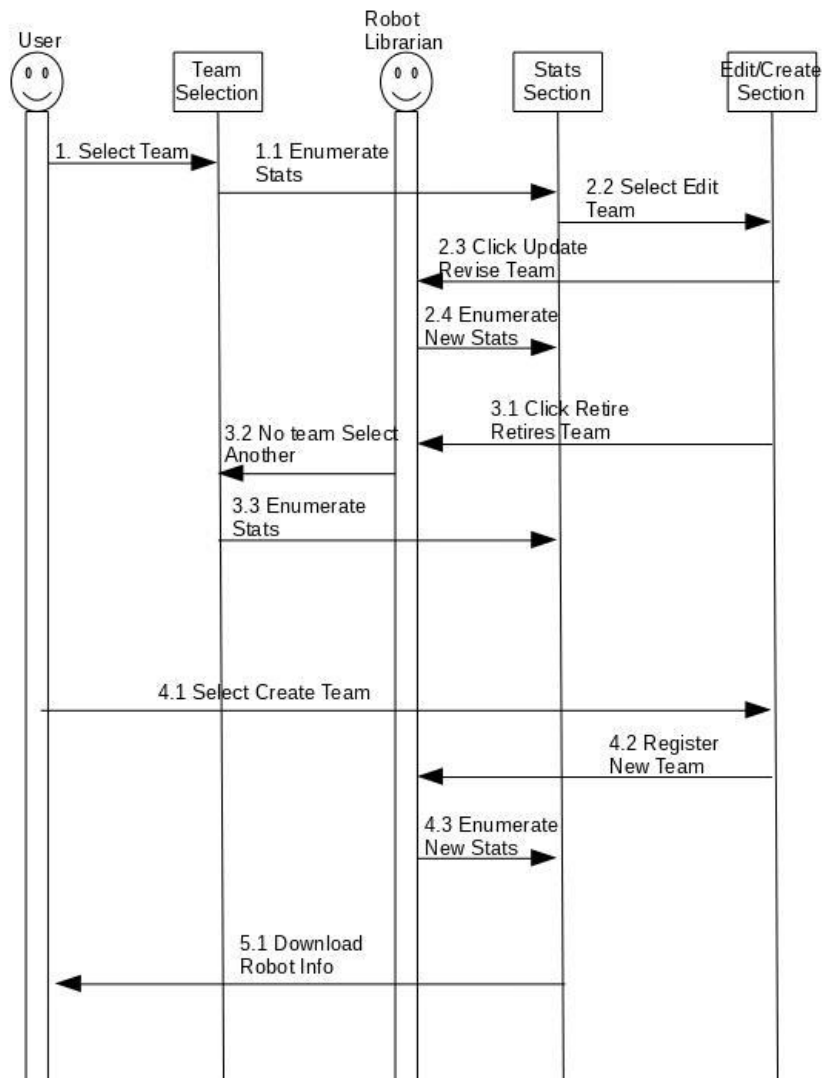 User
Team
Selection
Robot
Librarian
Stats
Section
Edit/Create
Section
1. Select Team
1.1 Enumerate
Stats
2.2 Select Edit
Team
2.3 Click Update
Revise Team
2.4 Enumerate
New Stats
3.1 Click Retire
Retires Team
3.2 No team Select
Another
3.3 Enumerate
Stats
4.1 Select Create Team
4.2 Register
New Team
4.3 Enumerate
New Stats
5.1 Download
Robot Info